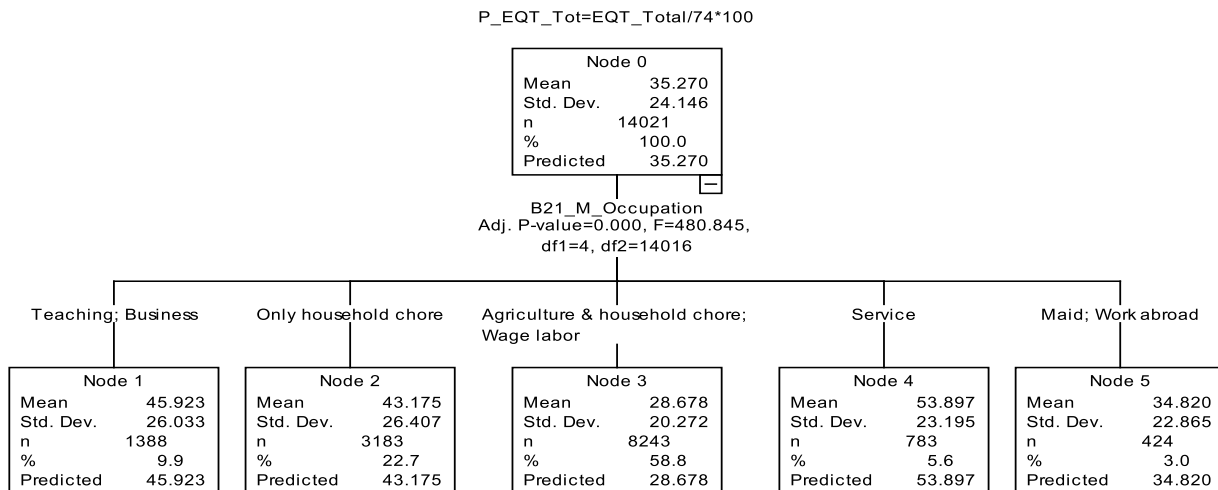 P_EQT_Tot=EQT_Total/74*100
Node 0
Mean 35.270
Std. Dev. 24.146
n 14021
% 100.0
Predicted 35.270
B21_M_Occupation
Adj. P-value=0.000, F=480.845,
df1=4, df2=14016
Teaching; Business
Only household chore
Agriculture & household chore;
Wage labor
Service
Maid; Work abroad
Node 1
Mean 45.923
Std. Dev. 26.033
n 1388
% 9.9
Predicted 45.923
Node 2
Mean 43.175
Std. Dev. 26.407
n 3183
% 22.7
Predicted 43.175
Node 3
Mean 28.678
Std. Dev. 20.272
n 8243
% 58.8
Predicted 28.678
Node 4
Mean 53.897
Std. Dev. 23.195
n 783
% 5.6
Predicted 53.897
Node 5
Mean 34.820
Std. Dev. 22.865
n 424
% 3.0
Predicted 34.820